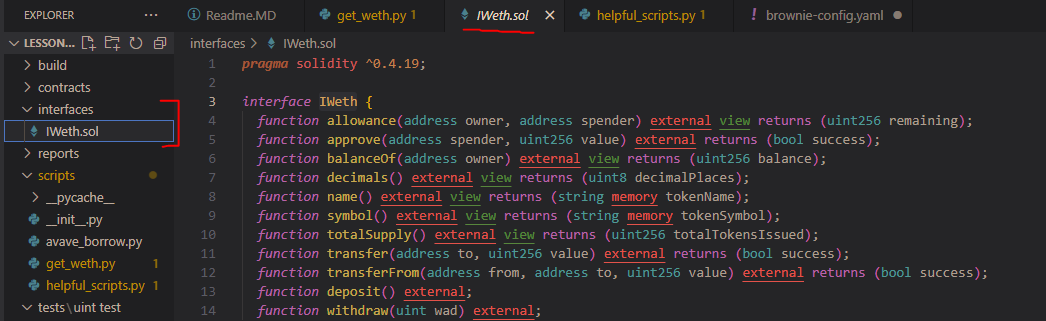 EXPLORER
LESSON...
build
contracts
interfaces
IWeth.sol
reports
scripts
__pycache__
__init__.py
avave_borrow.py
get_weth.py 1
helpful_scripts.py 1
tests\uint test
Readme.MD
get_weth.py 1
IWeth.sol
helpful_scripts.py 1
brownie-config.yaml
interfaces > IWeth.sol
1 pragma solidity ^0.4.19;
2
3 interface IWeth {
4 function allowance(address owner, address spender) external view returns (uint256 remaining);
5 function approve(address spender, uint256 value) external returns (bool success);
6 function balanceOf(address owner) external view returns (uint256 balance);
7 function decimals() external view returns (uint8 decimalPlaces);
8 function name() external view returns (string memory tokenName);
9 function symbol() external view returns (string memory tokenSymbol);
10 function totalSupply() external view returns (uint256 totalTokensIssued);
11 function transfer(address to, uint256 value) external returns (bool success);
12 function transferFrom(address from, address to, uint256 value) external returns (bool success);
13 function deposit() external;
14 function withdraw(uint wad) external;